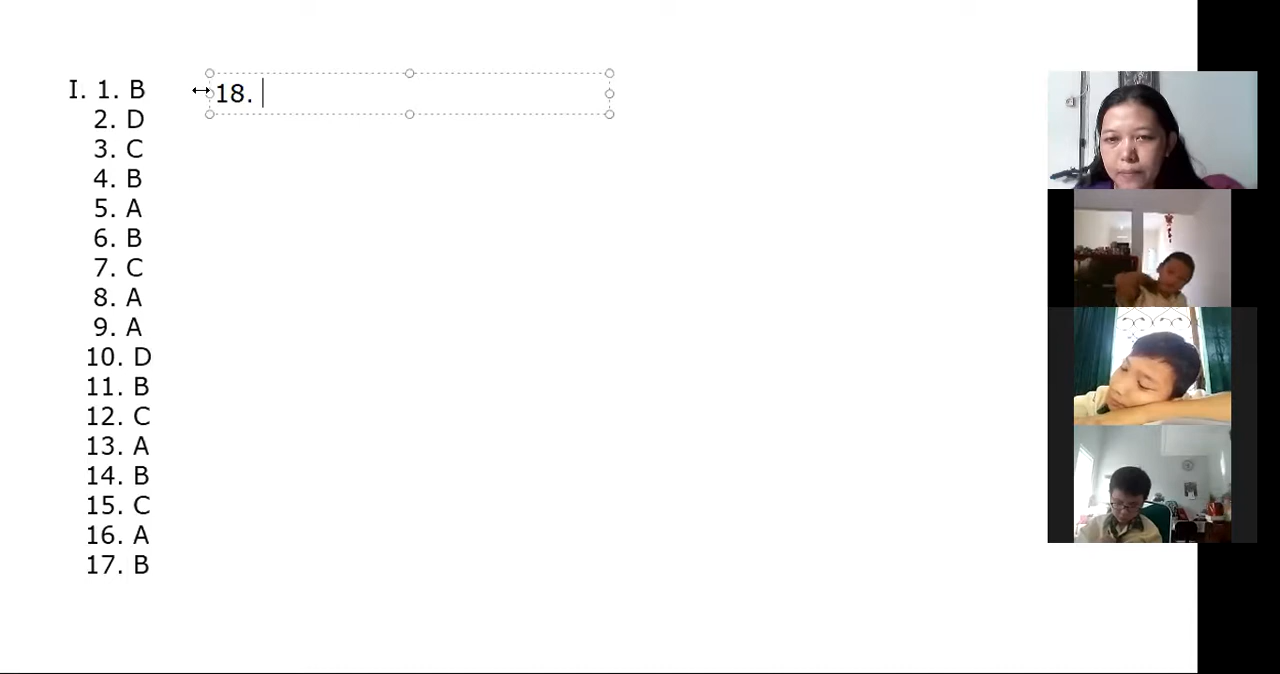 I. 1. B
2. D
3. C
4. B
5. A
6. B
7. C
8. A
9. A
10. D
11. B
12. C
13. A
14. B
15. C
16. A
17. B
18.